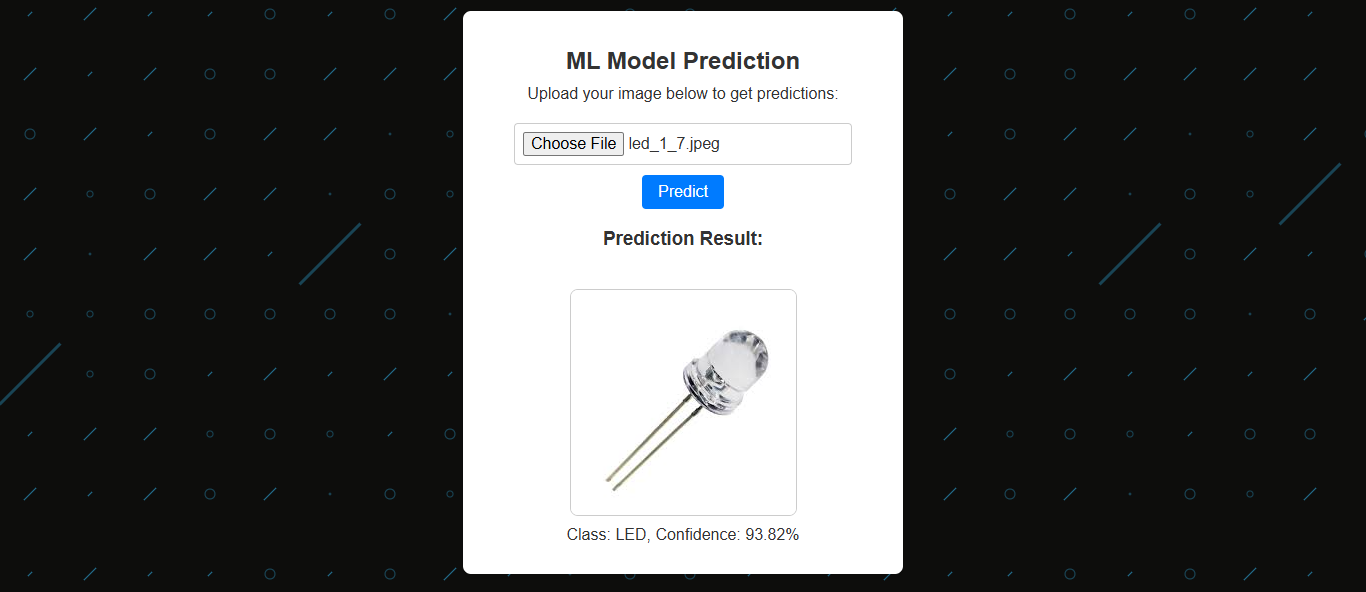 ML Model Prediction
Upload your image below to get predictions:
Choose File led_1_7.jpeg
Predict
Prediction Result:
Class: LED, Confidence: 93.82%